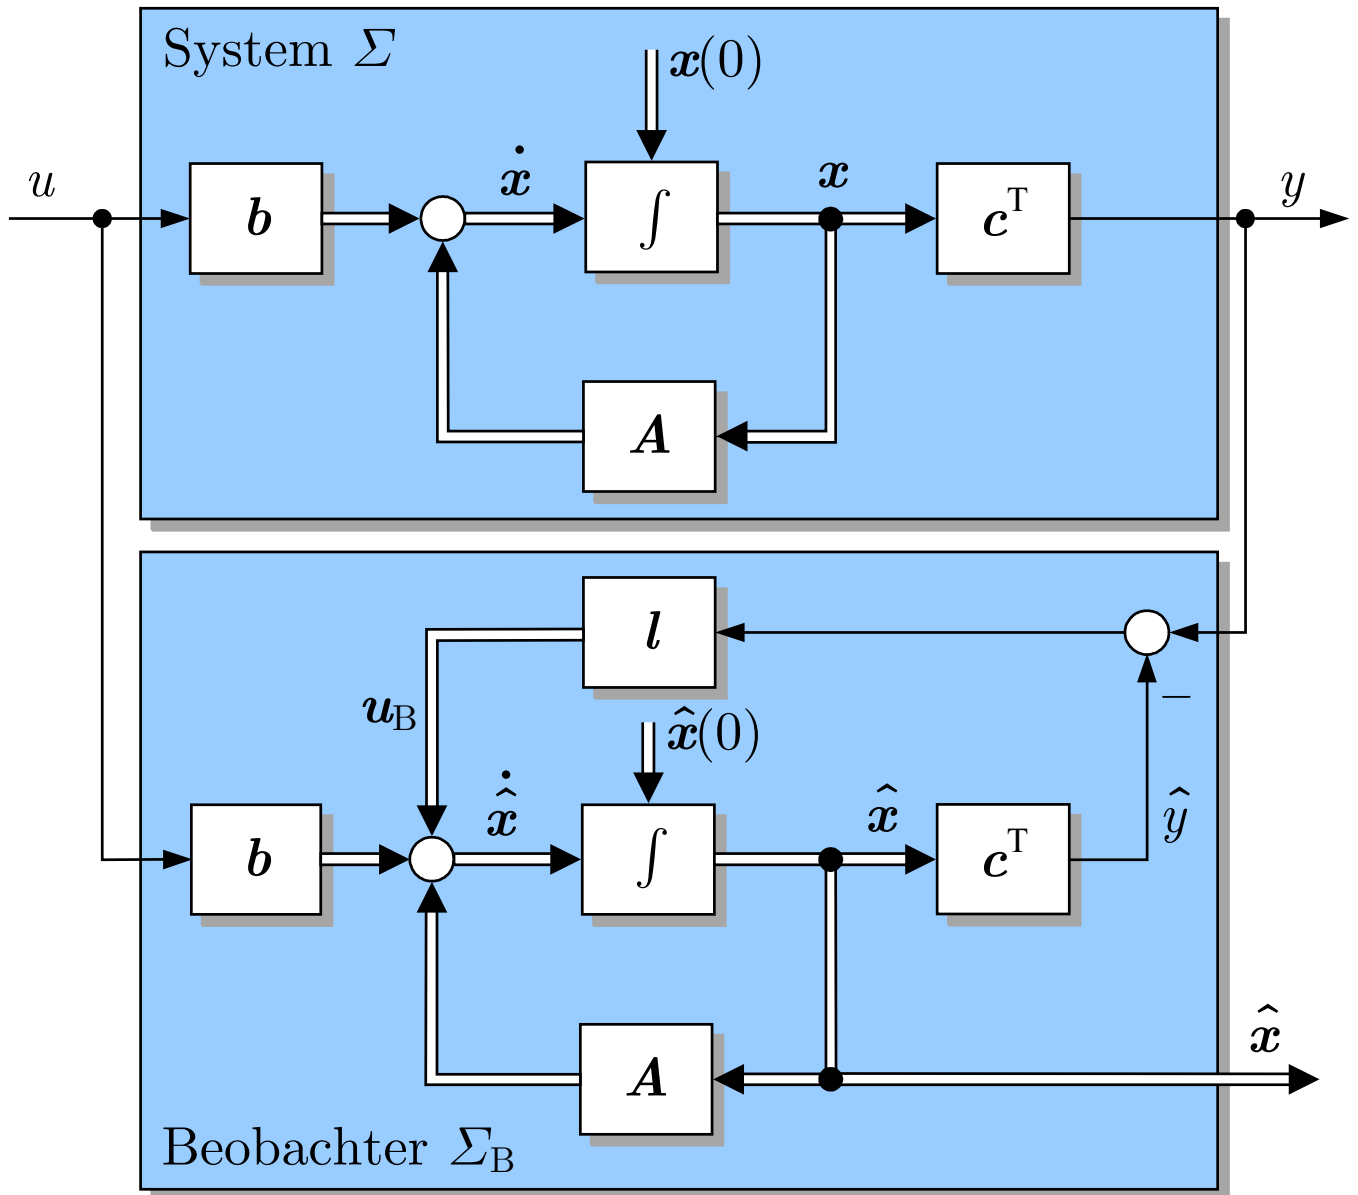 System Σ
x(0)
u
b
ẋ
∫
x
cᵀ
y
A
l
u_B
x̂(0)
b
x̂̇
∫
x̂
cᵀ
ŷ
−
A
x̂
Beobachter Σ_B